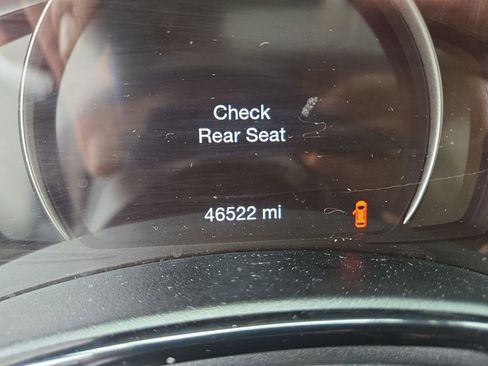 Check
Rear Seat
46522 mi